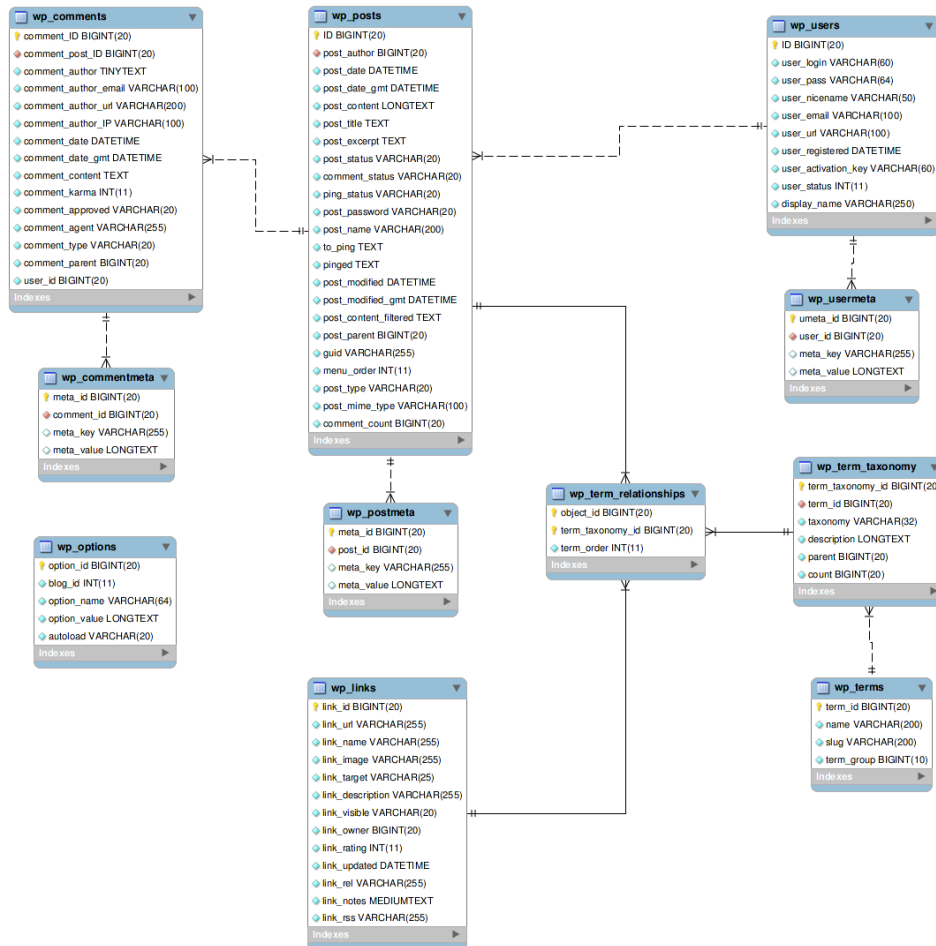 wp_comments
comment_ID BIGINT(20)
comment_post_ID BIGINT(20)
comment_author TINYTEXT
comment_author_email VARCHAR(100)
comment_author_url VARCHAR(200)
comment_author_IP VARCHAR(100)
comment_date DATETIME
comment_date_gmt DATETIME
comment_content TEXT
comment_karma INT(11)
comment_approved VARCHAR(20)
comment_agent VARCHAR(255)
comment_type VARCHAR(20)
comment_parent BIGINT(20)
user_id BIGINT(20)
Indexes
wp_posts
ID BIGINT(20)
post_author BIGINT(20)
post_date DATETIME
post_date_gmt DATETIME
post_content LONGTEXT
post_title TEXT
post_excerpt TEXT
post_status VARCHAR(20)
comment_status VARCHAR(20)
ping_status VARCHAR(20)
post_password VARCHAR(20)
post_name VARCHAR(200)
to_ping TEXT
pinged TEXT
post_modified DATETIME
post_modified_gmt DATETIME
post_content_filtered TEXT
post_parent BIGINT(20)
guid VARCHAR(255)
menu_order INT(11)
post_type VARCHAR(20)
post_mime_type VARCHAR(100)
comment_count BIGINT(20)
Indexes
wp_users
ID BIGINT(20)
user_login VARCHAR(60)
user_pass VARCHAR(64)
user_nicename VARCHAR(50)
user_email VARCHAR(100)
user_url VARCHAR(100)
user_registered DATETIME
user_activation_key VARCHAR(60)
user_status INT(11)
display_name VARCHAR(250)
Indexes
wp_usermeta
umeta_id BIGINT(20)
user_id BIGINT(20)
meta_key VARCHAR(255)
meta_value LONGTEXT
Indexes
wp_commentmeta
meta_id BIGINT(20)
comment_id BIGINT(20)
meta_key VARCHAR(255)
meta_value LONGTEXT
Indexes
wp_postmeta
meta_id BIGINT(20)
post_id BIGINT(20)
meta_key VARCHAR(255)
meta_value LONGTEXT
Indexes
wp_term_relationships
object_id BIGINT(20)
term_taxonomy_id BIGINT(20)
term_order INT(11)
Indexes
wp_term_taxonomy
term_taxonomy_id BIGINT(20
term_id BIGINT(20)
taxonomy VARCHAR(32)
description LONGTEXT
parent BIGINT(20)
count BIGINT(20)
Indexes
wp_options
option_id BIGINT(20)
blog_id INT(11)
option_name VARCHAR(64)
option_value LONGTEXT
autoload VARCHAR(20)
Indexes
wp_links
link_id BIGINT(20)
link_url VARCHAR(255)
link_name VARCHAR(255)
link_image VARCHAR(255)
link_target VARCHAR(25)
link_description VARCHAR(255)
link_visible VARCHAR(20)
link_owner BIGINT(20)
link_rating INT(11)
link_updated DATETIME
link_rel VARCHAR(255)
link_notes MEDIUMTEXT
link_rss VARCHAR(255)
Indexes
wp_terms
term_id BIGINT(20)
name VARCHAR(200)
slug VARCHAR(200)
term_group BIGINT(10)
Indexes